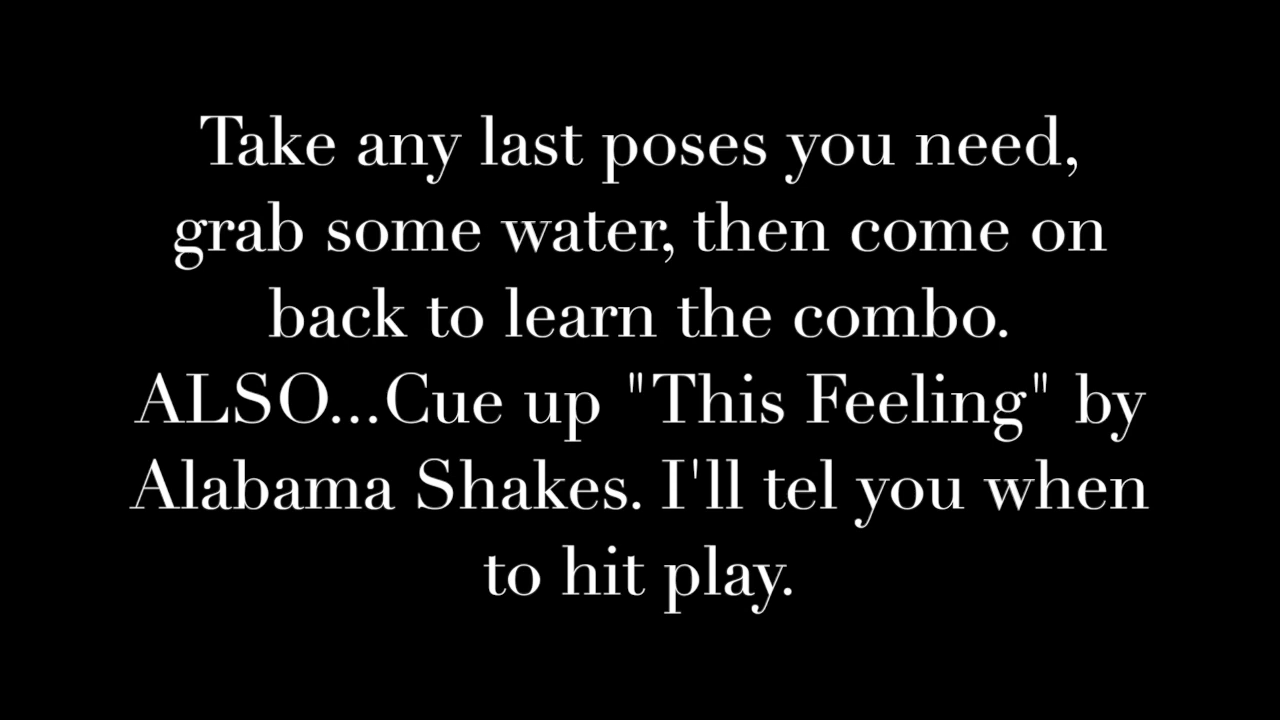 Take any last poses you need,
grab some water, then come on
back to learn the combo.
ALSO...Cue up "This Feeling" by
Alabama Shakes. I'll tel you when
to hit play.